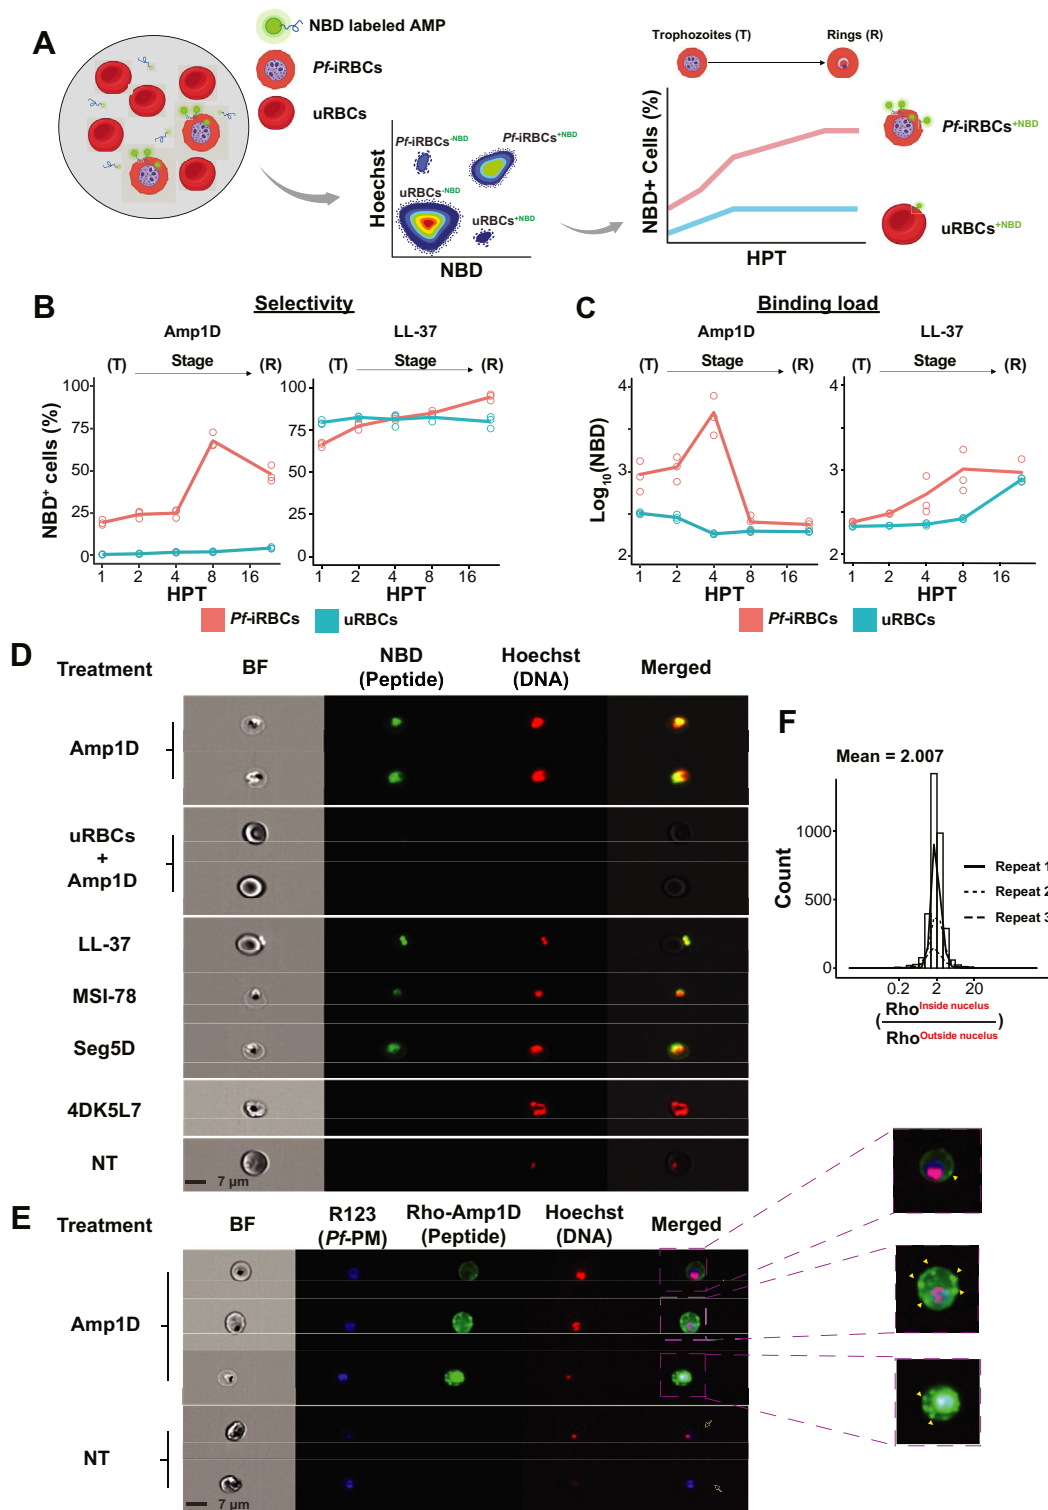 A
NBD labeled AMP
Pf-iRBCs
uRBCs
Hoechst
Pf-iRBCs-NBD
Pf-iRBCs+NBD
uRBCs-NBD
uRBCs+NBD
NBD
Trophozoites (T)
Rings (R)
NBD+ Cells (%)
HPT
Pf-iRBCs+NBD
uRBCs+NBD
B
Selectivity
Amp1D
LL-37
(T)
Stage
(R)
(T)
Stage
(R)
NBD+ cells (%)
100
75
50
25
0
1
2
4
8
16
HPT
100
75
50
25
0
1
2
4
8
16
HPT
Pf-iRBCs
uRBCs
C
Binding load
Amp1D
LL-37
(T)
Stage
(R)
(T)
Stage
(R)
Log10(NBD)
4
3
2
1
2
4
8
16
HPT
4
3
2
1
2
4
8
16
HPT
Pf-iRBCs
uRBCs
D
Treatment
BF
NBD
(Peptide)
Hoechst
(DNA)
Merged
Amp1D
uRBCs
+
Amp1D
LL-37
MSI-78
Seg5D
4DK5L7
NT
7 µm
F
Mean = 2.007
Count
1000
500
0
0.2
2
20
Repeat 1
Repeat 2
Repeat 3
(RhoInside nucelus
RhoOutside nucelus)
E
Treatment
BF
R123
(Pf-PM)
Rho-Amp1D
(Peptide)
Hoechst
(DNA)
Merged
Amp1D
NT
7 µm